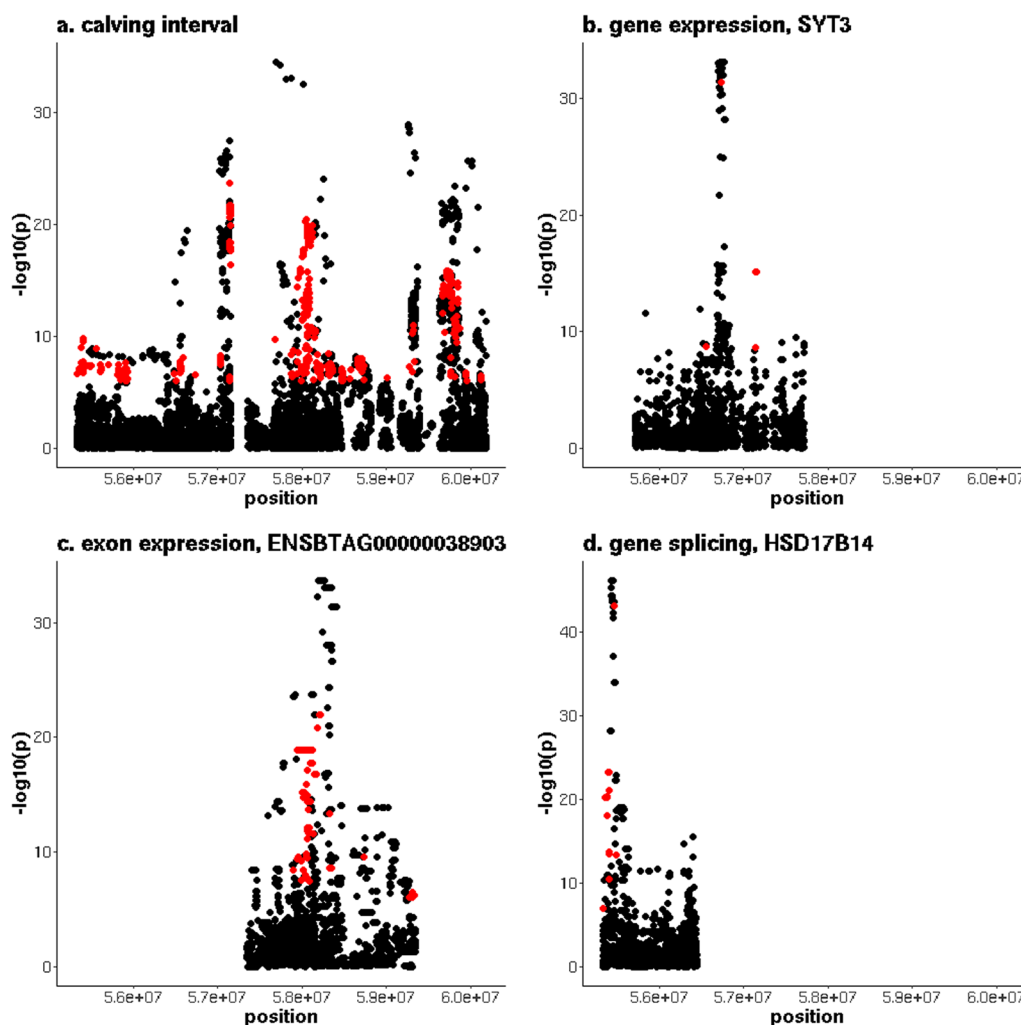 a. calving interval
b. gene expression, SYT3
-log10(p)
30
20
10
0
5.6e+07 5.7e+07 5.8e+07 5.9e+07 6.0e+07
position
-log10(p)
30
20
10
0
5.6e+07 5.7e+07 5.8e+07 5.9e+07 6.0e+07
position
c. exon expression, ENSBTAG00000038903
d. gene splicing, HSD17B14
-log10(p)
30
20
10
0
5.6e+07 5.7e+07 5.8e+07 5.9e+07 6.0e+07
position
-log10(p)
40
30
20
10
0
5.6e+07 5.7e+07 5.8e+07 5.9e+07 6.0e+07
position